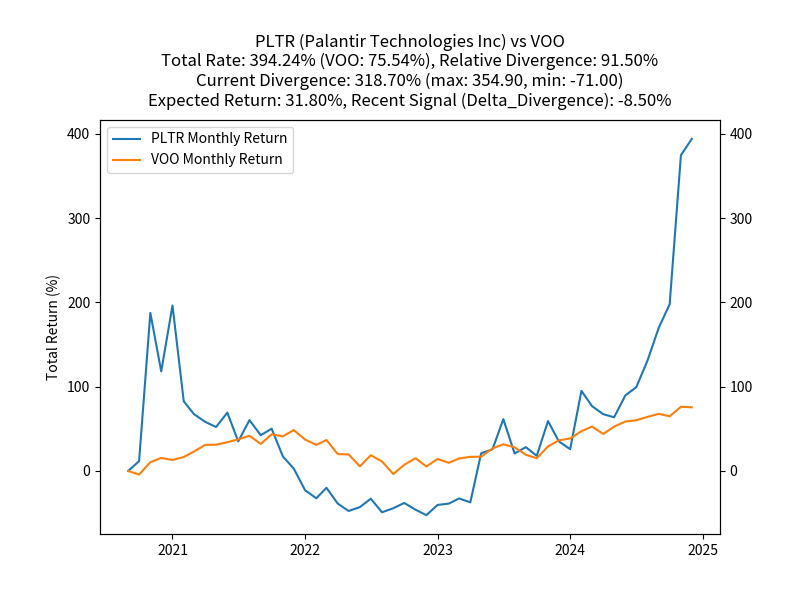 PLTR (Palantir Technologies Inc) vs VOO
Total Rate: 394.24% (VOO: 75.54%), Relative Divergence: 91.50%
Current Divergence: 318.70% (max: 354.90, min: -71.00)
Expected Return: 31.80%, Recent Signal (Delta_Divergence): -8.50%
PLTR Monthly Return
VOO Monthly Return
Total Return (%)
400
300
200
100
0
400
300
200
100
0
2021
2022
2023
2024
2025